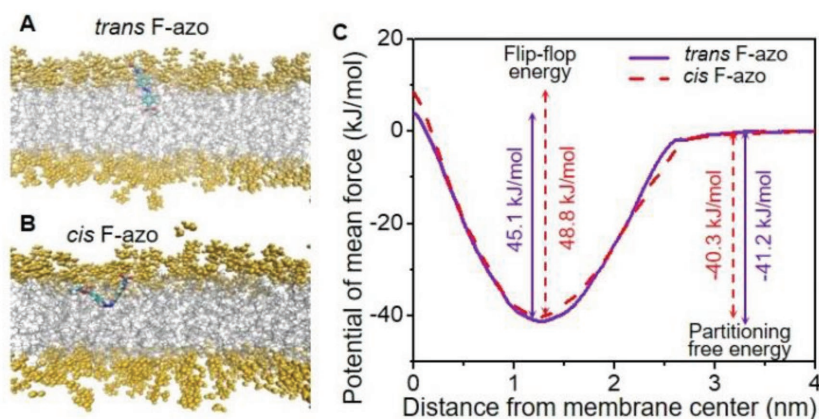 A
trans F-azo
B
cis F-azo
C
Potential of mean force (kJ/mol)
20
0
-20
-40
Flip-flop
energy
trans F-azo
cis F-azo
45.1 kJ/mol
48.8 kJ/mol
-40.3 kJ/mol
-41.2 kJ/mol
Partitioning
free energy
0
1
2
3
4
Distance from membrane center (nm)